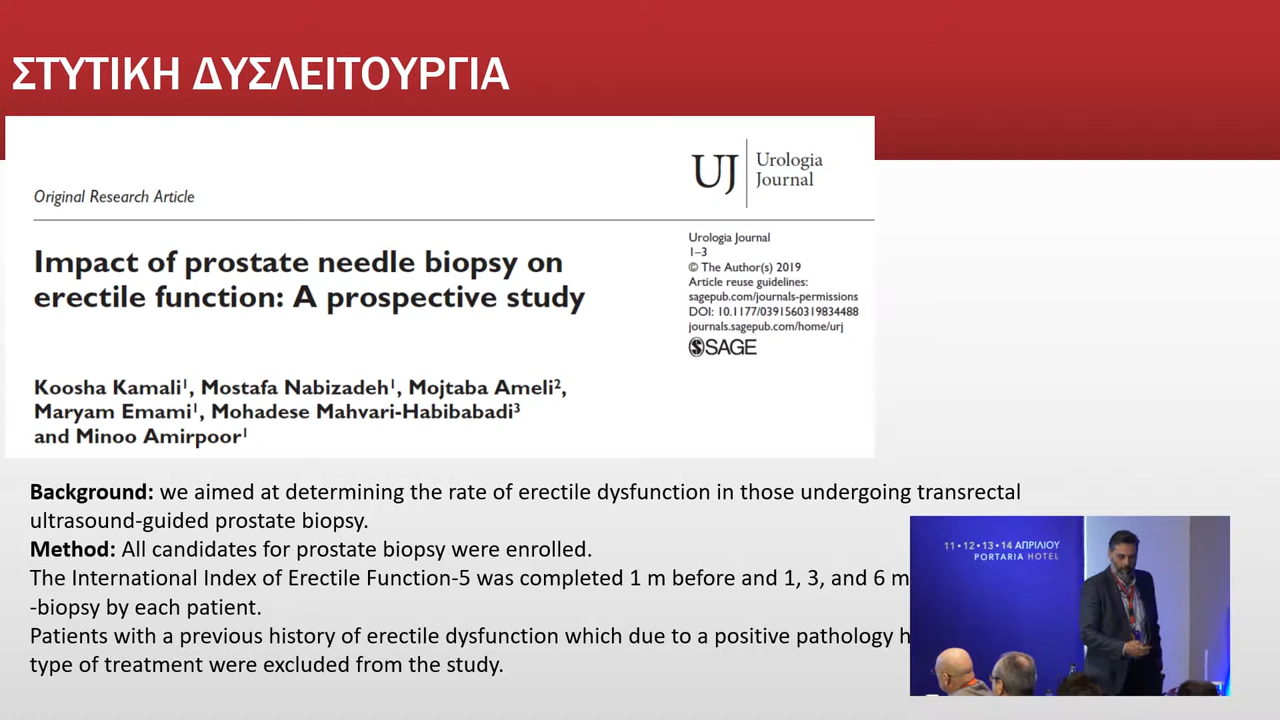 ΣΤΥΤΙΚΗ ΔΥΣΛΕΙΤΟΥΡΓΙΑ
UJ
Urologia
Journal
Original Research Article
Impact of prostate needle biopsy on
erectile function: A prospective study
Urologia Journal
1–3
© The Author(s) 2019
Article reuse guidelines:
sagepub.com/journals-permissions
DOI: 10.1177/0391560319834488
journals.sagepub.com/home/urj
SAGE
Koosha Kamali¹, Mostafa Nabizadeh¹, Mojtaba Ameli²,
Maryam Emami¹, Mohadese Mahvari-Habibabadi³
and Minoo Amirpoor¹
Background: we aimed at determining the rate of erectile dysfunction in those undergoing transrectal
ultrasound-guided prostate biopsy.
Method: All candidates for prostate biopsy were enrolled.
The International Index of Erectile Function-5 was completed 1 m before and 1, 3, and 6 m
-biopsy by each patient.
Patients with a previous history of erectile dysfunction which due to a positive pathology h
type of treatment were excluded from the study.
11•12•13•14 ΑΠΡΙΛΙΟΥ
PORTARIA HOTEL